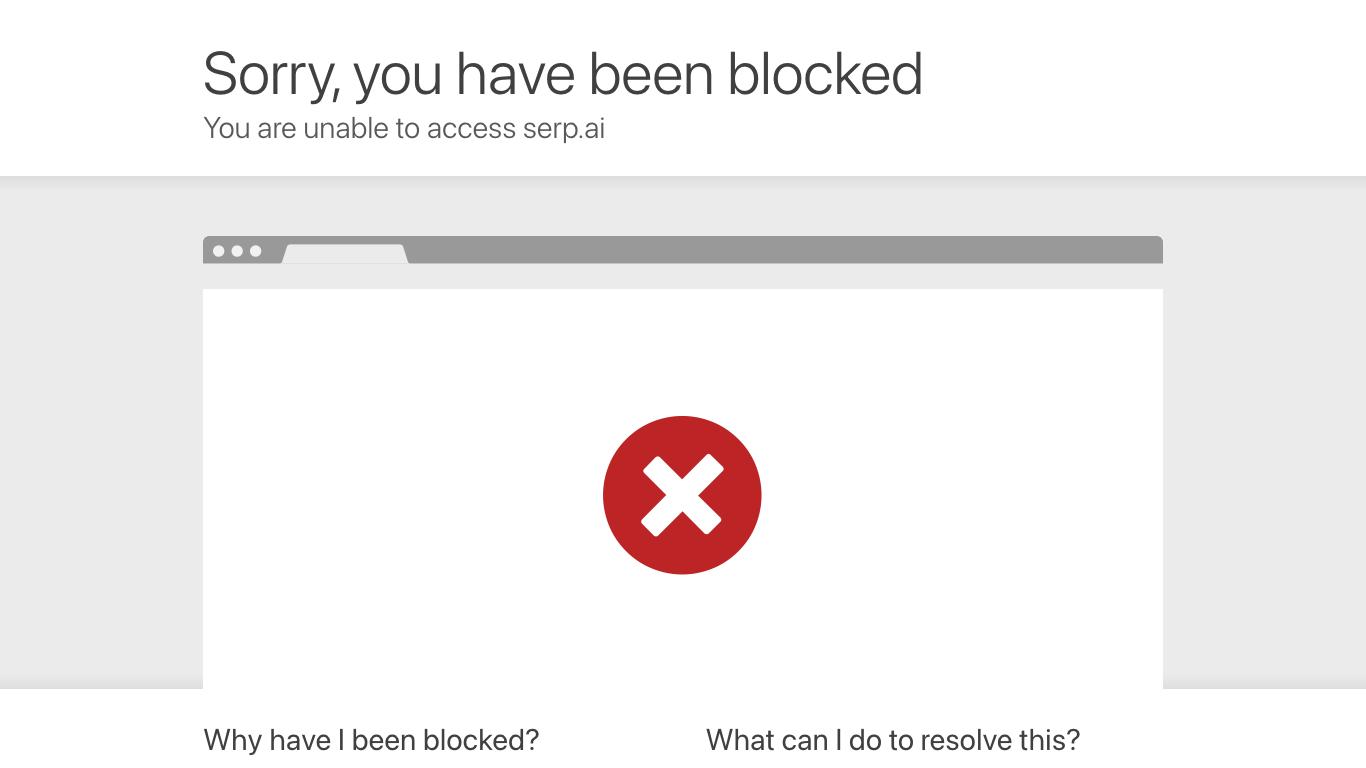 Sorry, you have been blocked
You are unable to access serp.ai
Why have I been blocked?
What can I do to resolve this?